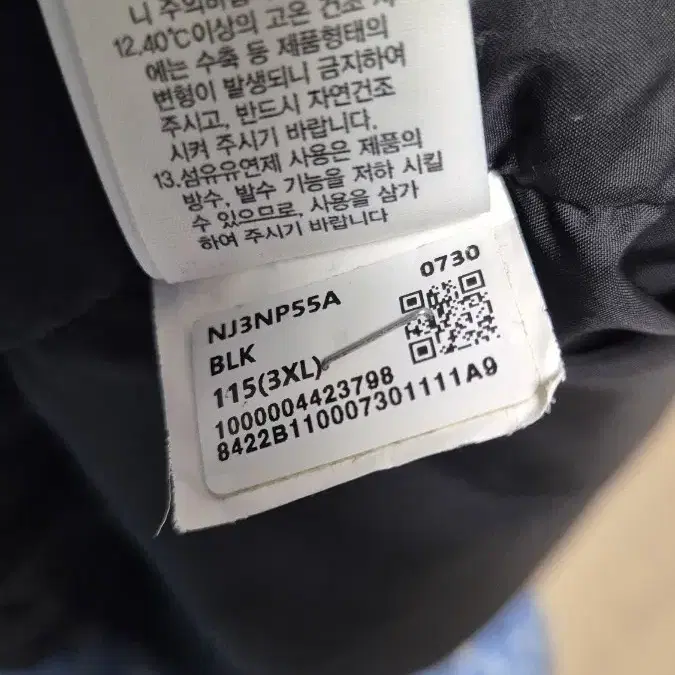 니 주의하
12.40℃이상의 고온 건조 시
에는 수축 등 제품형태의
변형이 발생되니 금지하여
주시고, 반드시 자연건조
시켜 주시기 바랍니다.
13.섬유유연제 사용은 제품의
방수, 발수 기능을 저하 시킬
수 있으므로, 사용을 삼가
하여 주시기 바랍니다
0730
NJ3NP55A
BLK
115(3XL)
1000004423798
8422B110007301111A9